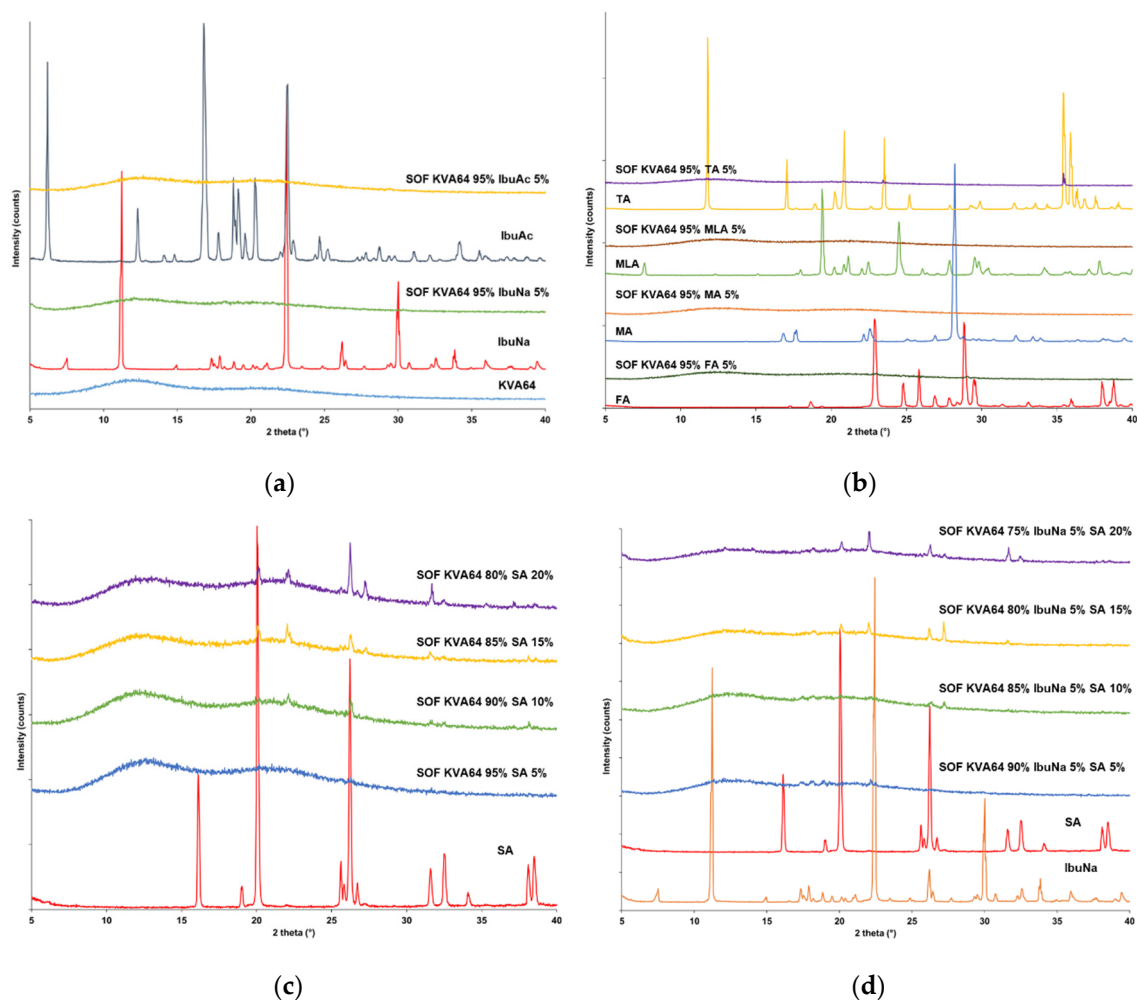 Intensity (counts)
SOF KVA64 95% IbuAc 5%
IbuAc
SOF KVA64 95% IbuNa 5%
IbuNa
KVA64
5 10 15 20 25 30 35 40
2 theta (°)
(a)
Intensity (counts)
SOF KVA64 95% TA 5%
TA
SOF KVA64 95% MLA 5%
MLA
SOF KVA64 95% MA 5%
MA
SOF KVA64 95% FA 5%
FA
5 10 15 20 25 30 35 40
2 theta (°)
(b)
Intensity (counts)
SOF KVA64 80% SA 20%
SOF KVA64 85% SA 15%
SOF KVA64 90% SA 10%
SOF KVA64 95% SA 5%
SA
5 10 15 20 25 30 35 40
2 theta (°)
(c)
Intensity (counts)
SOF KVA64 75% IbuNa 5% SA 20%
SOF KVA64 80% IbuNa 5% SA 15%
SOF KVA64 85% IbuNa 5% SA 10%
SOF KVA64 90% IbuNa 5% SA 5%
SA
IbuNa
5 10 15 20 25 30 35 40
2 theta (°)
(d)